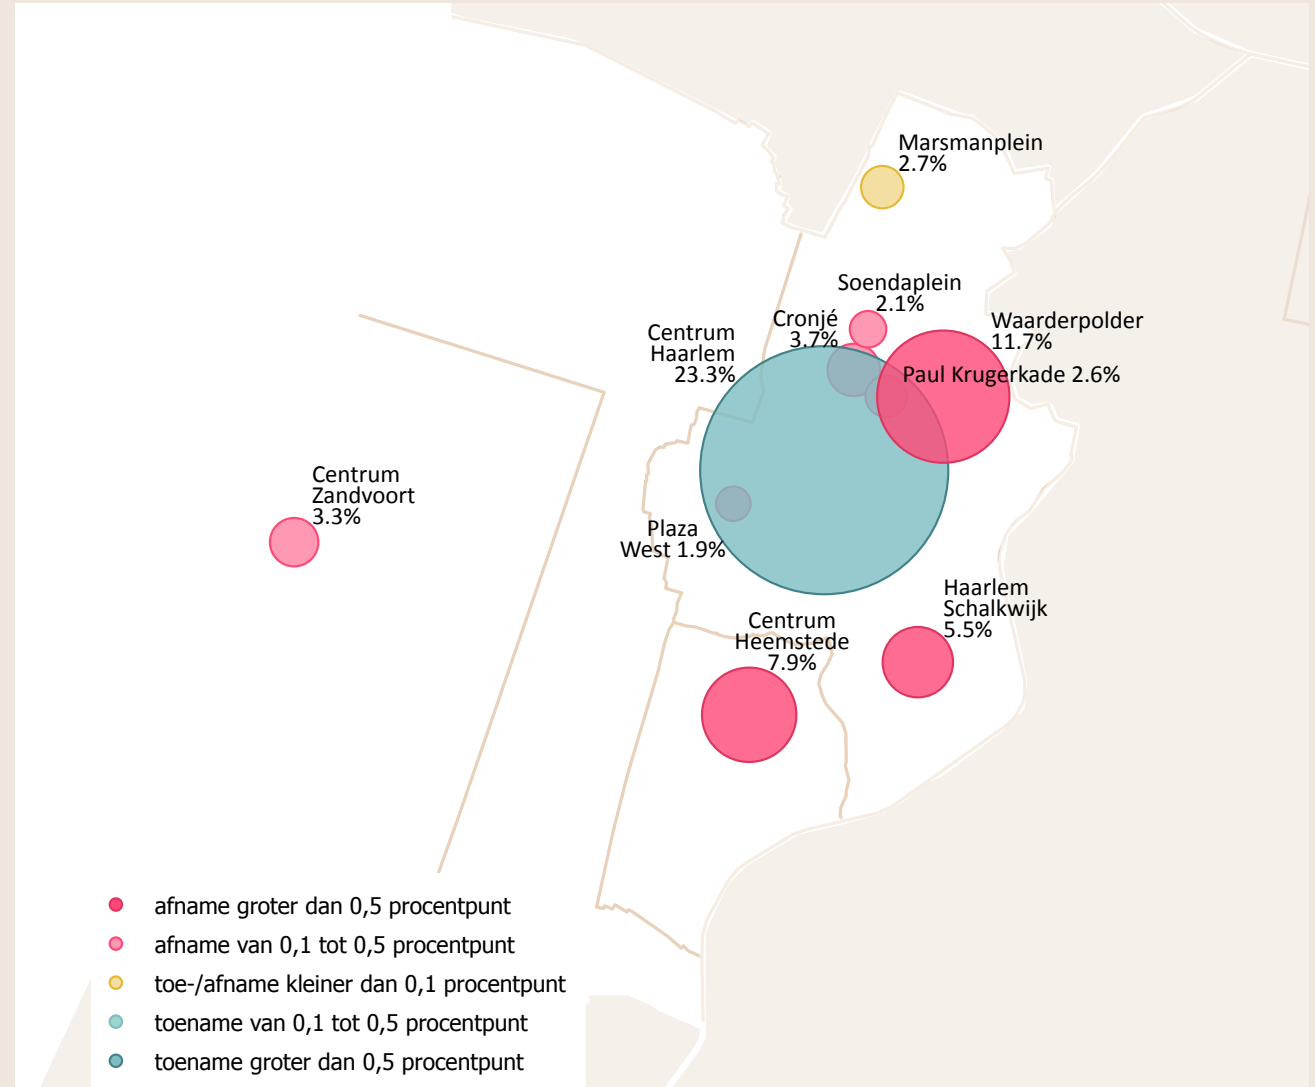 Marsmanplein
2.7%
Soendaplein
2.1%
Cronjé
3.7%
Waarderpolder
11.7%
Centrum
Haarlem
23.3%
Paul Krugerkade 2.6%
Centrum
Zandvoort
3.3%
Plaza
West 1.9%
Haarlem
Schalkwijk
5.5%
Centrum
Heemstede
7.9%
afname groter dan 0,5 procentpunt
afname van 0,1 tot 0,5 procentpunt
toe-/afname kleiner dan 0,1 procentpunt
toename van 0,1 tot 0,5 procentpunt
toename groter dan 0,5 procentpunt